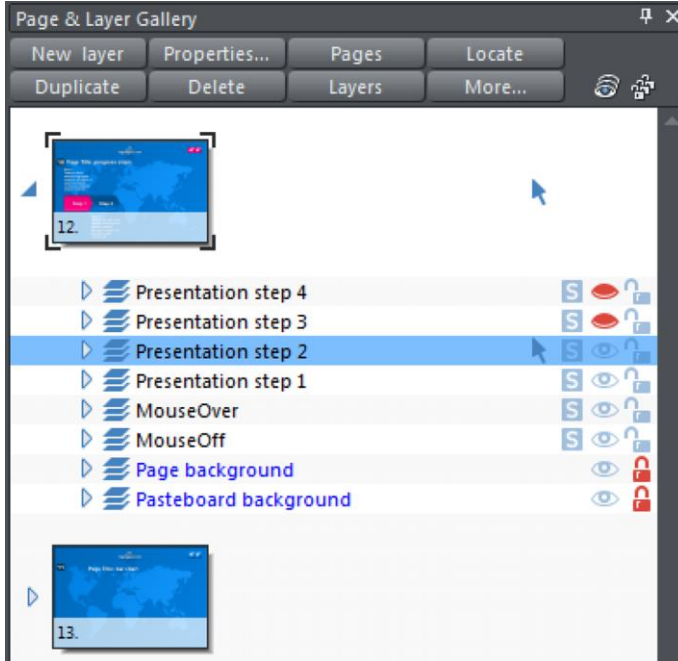 Page & Layer Gallery
New layer Properties... Pages Locate
Duplicate Delete Layers More...
12.
Presentation step 4 S
Presentation step 3 S
Presentation step 2 S
Presentation step 1 S
MouseOver S
MouseOff S
Page background
Pasteboard background
13.